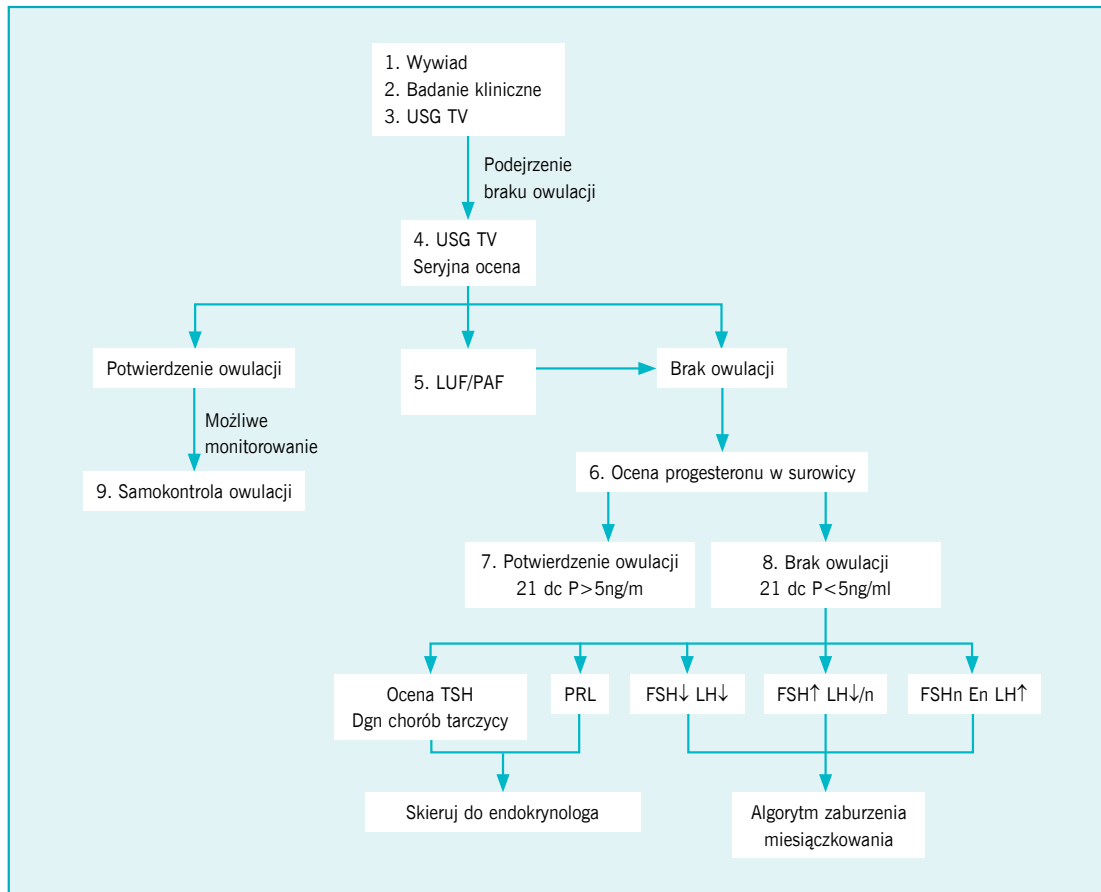 1. Wywiad
2. Badanie kliniczne
3. USG TV
Podejrzenie
braku owulacji
4. USG TV
Seryjna ocena
Potwierdzenie owulacji
5. LUF/PAF
Brak owulacji
Możliwe
monitorowanie
9. Samokontrola owulacji
6. Ocena progesteronu w surowicy
7. Potwierdzenie owulacji
21 dc P>5ng/m
8. Brak owulacji
21 dc P<5ng/ml
Ocena TSH
Dgn chorób tarczycy
PRL
FSH↓ LH↓
FSH↑ LH↓/n
FSHn En LH↑
Skieruj do endokrynologa
Algorytm zaburzenia
miesiączkowania